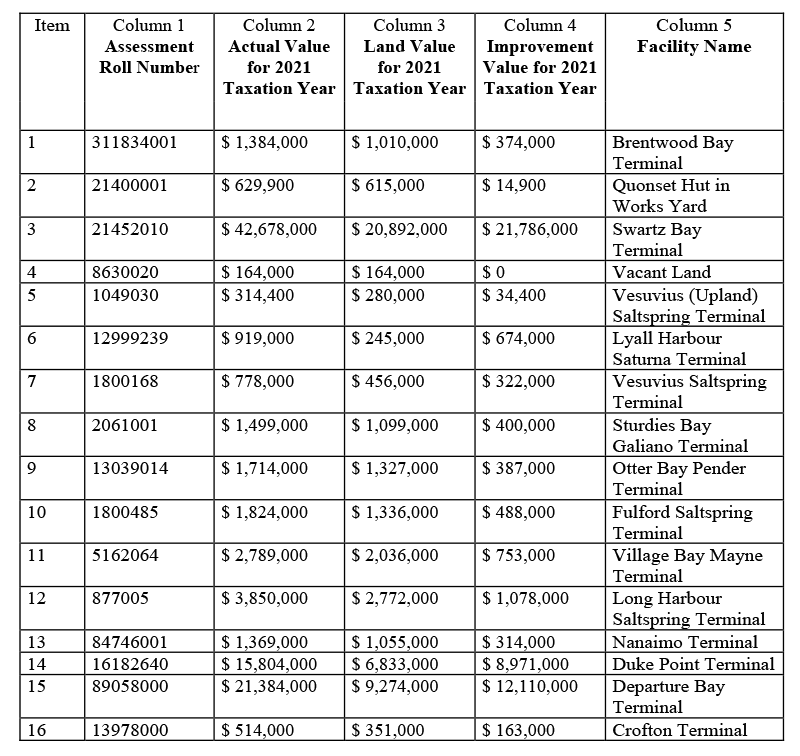 Item Column 1 Column 2 Column 3 Column 4 Column 5
Assessment Actual Value Land Value Improvement Facility Name
Roll Number for 2021 for 2021 Value for 2021
Taxation Year Taxation Year Taxation Year
1 311834001 $ 1,384,000 $ 1,010,000 $ 374,000 Brentwood Bay
Terminal
2 21400001 $ 629,900 $ 615,000 $ 14,900 Quonset Hut in
Works Yard
3 21452010 $ 42,678,000 $ 20,892,000 $ 21,786,000 Swartz Bay
Terminal
4 8630020 $ 164,000 $ 164,000 $ 0 Vacant Land
5 1049030 $ 314,400 $ 280,000 $ 34,400 Vesuvius (Upland)
Saltspring Terminal
6 12999239 $ 919,000 $ 245,000 $ 674,000 Lyall Harbour
Saturna Terminal
7 1800168 $ 778,000 $ 456,000 $ 322,000 Vesuvius Saltspring
Terminal
8 2061001 $ 1,499,000 $ 1,099,000 $ 400,000 Sturdies Bay
Galiano Terminal
9 13039014 $ 1,714,000 $ 1,327,000 $ 387,000 Otter Bay Pender
Terminal
10 1800485 $ 1,824,000 $ 1,336,000 $ 488,000 Fulford Saltspring
Terminal
11 5162064 $ 2,789,000 $ 2,036,000 $ 753,000 Village Bay Mayne
Terminal
12 877005 $ 3,850,000 $ 2,772,000 $ 1,078,000 Long Harbour
Saltspring Terminal
13 84746001 $ 1,369,000 $ 1,055,000 $ 314,000 Nanaimo Terminal
14 16182640 $ 15,804,000 $ 6,833,000 $ 8,971,000 Duke Point Terminal
15 89058000 $ 21,384,000 $ 9,274,000 $ 12,110,000 Departure Bay
Terminal
16 13978000 $ 514,000 $ 351,000 $ 163,000 Crofton Terminal